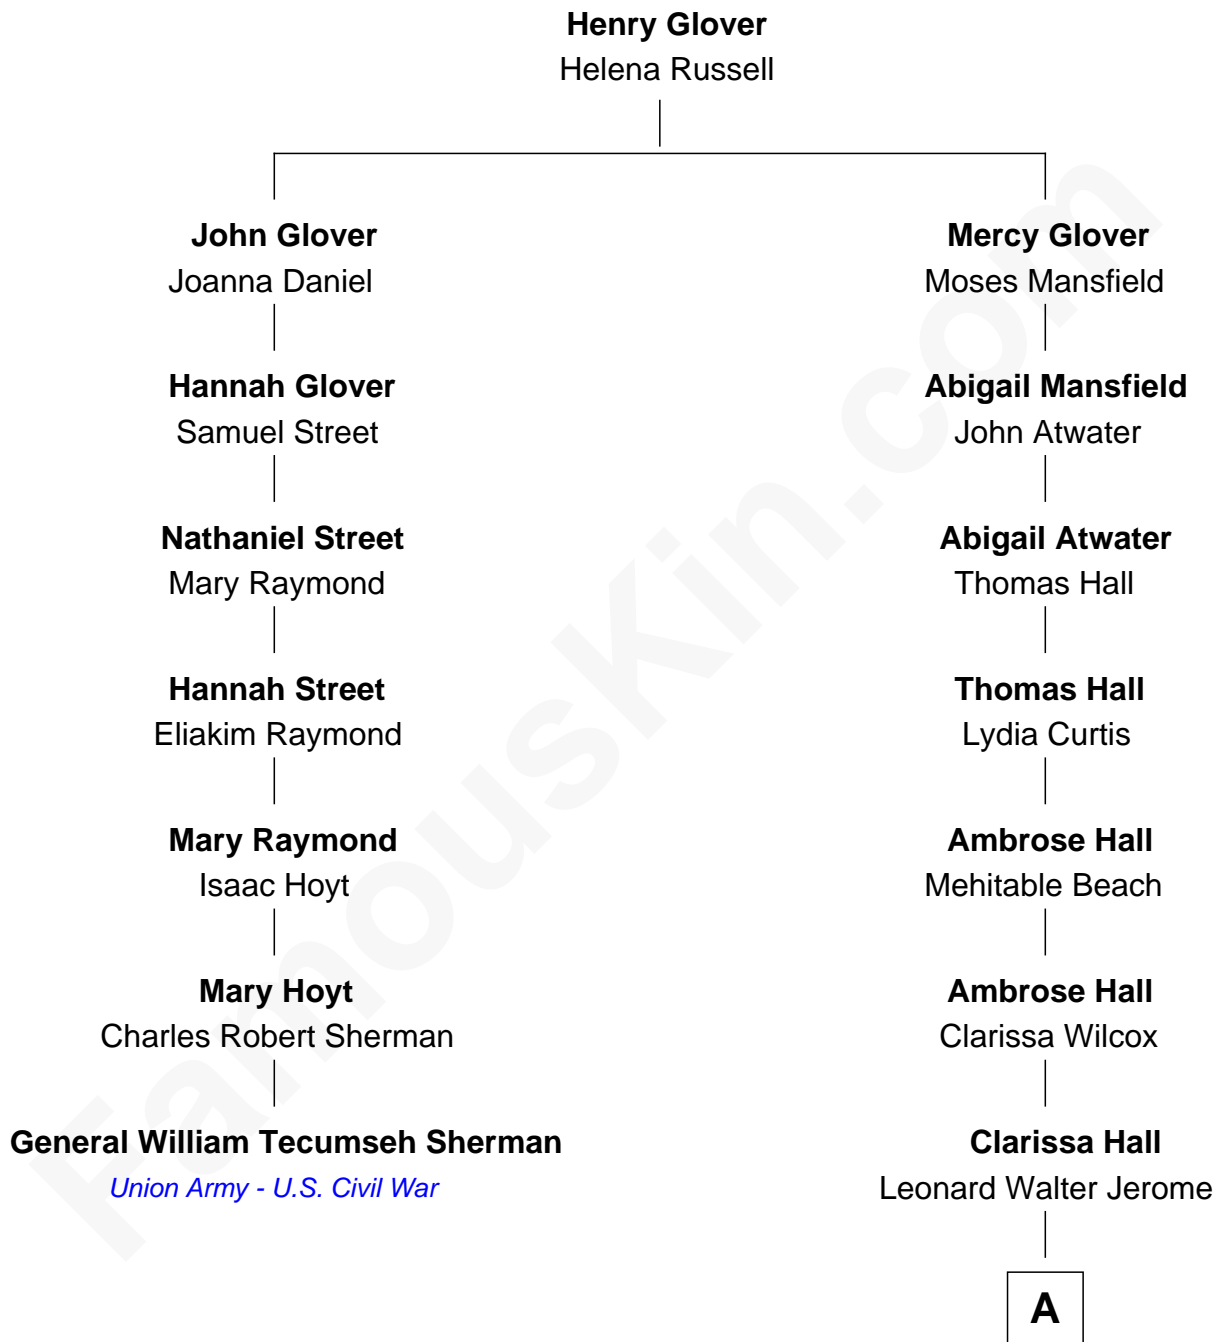 Henry Glover
Helena Russell
John Glover
Joanna Daniel
Mercy Glover
Moses Mansfield
Hannah Glover
Samuel Street
Abigail Mansfield
John Atwater
Nathaniel Street
Mary Raymond
Abigail Atwater
Thomas Hall
Hannah Street
Eliakim Raymond
Thomas Hall
Lydia Curtis
Mary Raymond
Isaac Hoyt
Ambrose Hall
Mehitable Beach
Mary Hoyt
Charles Robert Sherman
Ambrose Hall
Clarissa Wilcox
General William Tecumseh Sherman
Union Army - U.S. Civil War
Clarissa Hall
Leonard Walter Jerome
A
FamousKin.com